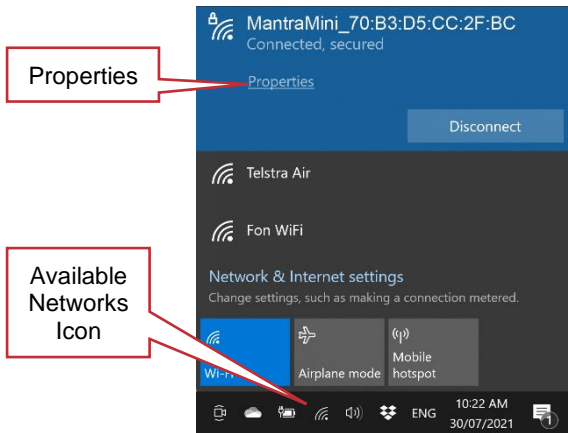 MantraMini_70:B3:D5:CC:2F:BC
Connected, secured
Properties
Properties
Disconnect
Telstra Air
Fon WiFi
Available
Networks
Icon
Network & Internet settings
Change settings, such as making a connection metered.
Wi-Fi
Airplane mode
Mobile
hotspot
ENG
10:22 AM
30/07/2021
1